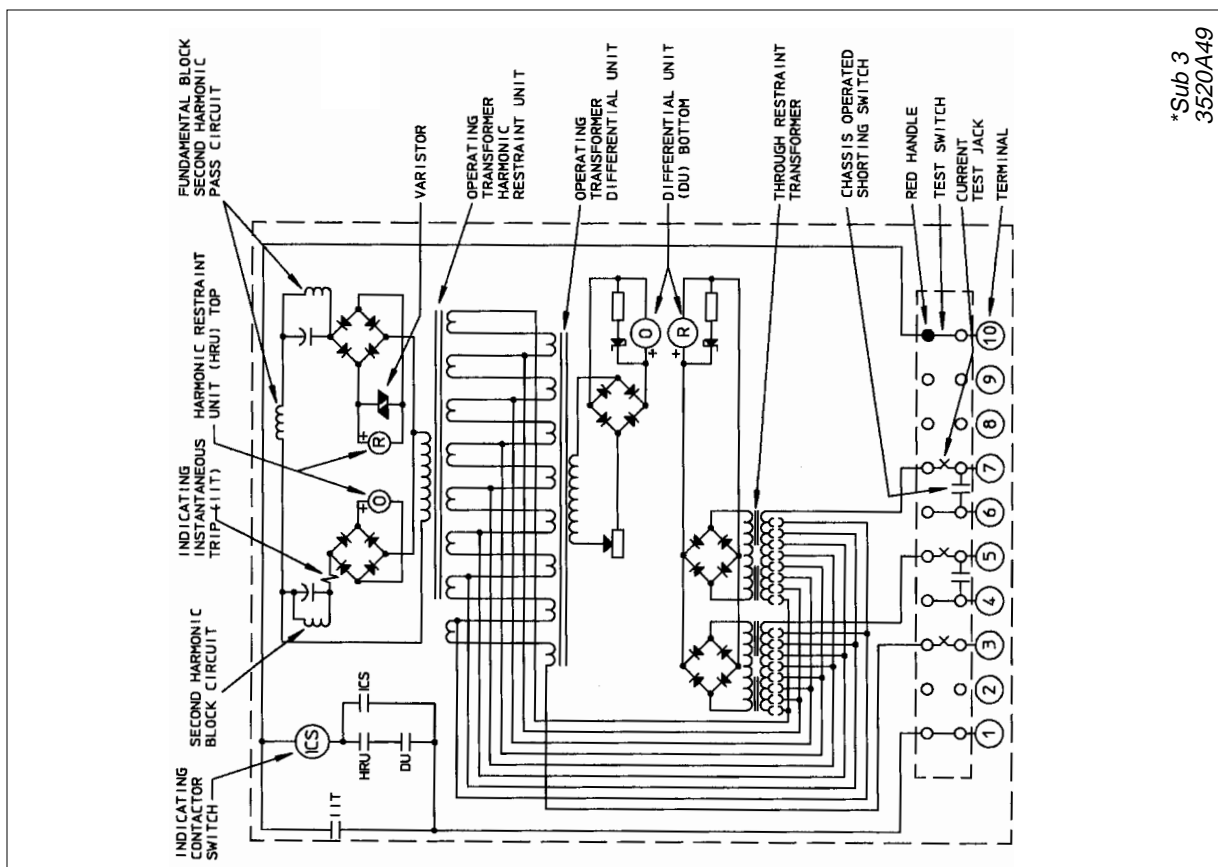 FUNDAMENTAL BLOCK
SECOND HARMONIC
PASS CIRCUIT
HARMONIC RESTRAINT
UNIT (HRU) TOP
INDICATING
INSTANTANEOUS
TRIP (IIT)
SECOND HARMONIC
BLOCK CIRCUIT
INDICATING
CONTACTOR
SWITCH
VARISTOR
OPERATING
TRANSFORMER
HARMONIC
RESTRAINT UNIT
OPERATING
TRANSFORMER
DIFFERENTIAL UNIT
DIFFERENTIAL UNIT
(DU) BOTTOM
THROUGH RESTRAINT
TRANSFORMER
CHASSIS OPERATED
SHORTING SWITCH
RED HANDLE
TEST SWITCH
CURRENT
TEST JACK
TERMINAL
R
+
O
+
O
+
R
+
ICS
ICS
HRU
DU
IIT
1
2
3
4
5
6
7
8
9
10
*Sub 3
3520A49